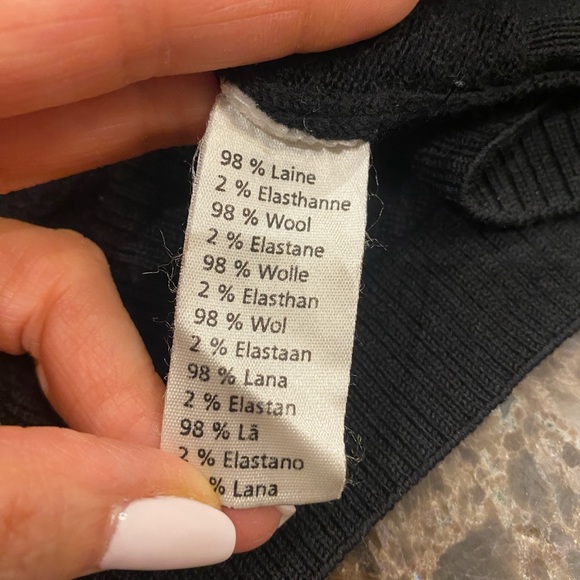 98 % Laine
2 % Elasthanne
98 % Wool
2 % Elastane
98 % Wolle
2 % Elasthan
98 % Wol
2 % Elastaan
98 % Lana
2 % Elastan
98 % Lã
2 % Elastano
% Lana